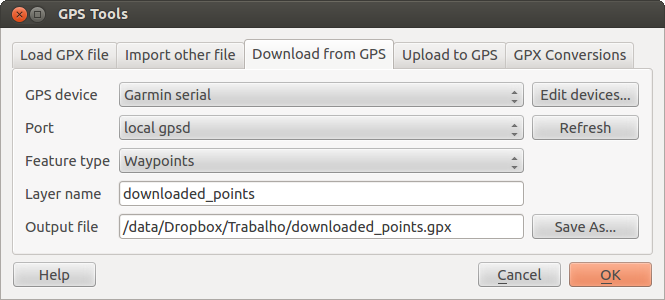 GPS Tools
Load GPX file Import other file Download from GPS Upload to GPS GPX Conversions
GPS device Garmin serial Edit devices...
Port local gpsd Refresh
Feature type Waypoints
Layer name downloaded_points
Output file /data/Dropbox/Trabalho/downloaded_points.gpx Save As...
Help Cancel OK